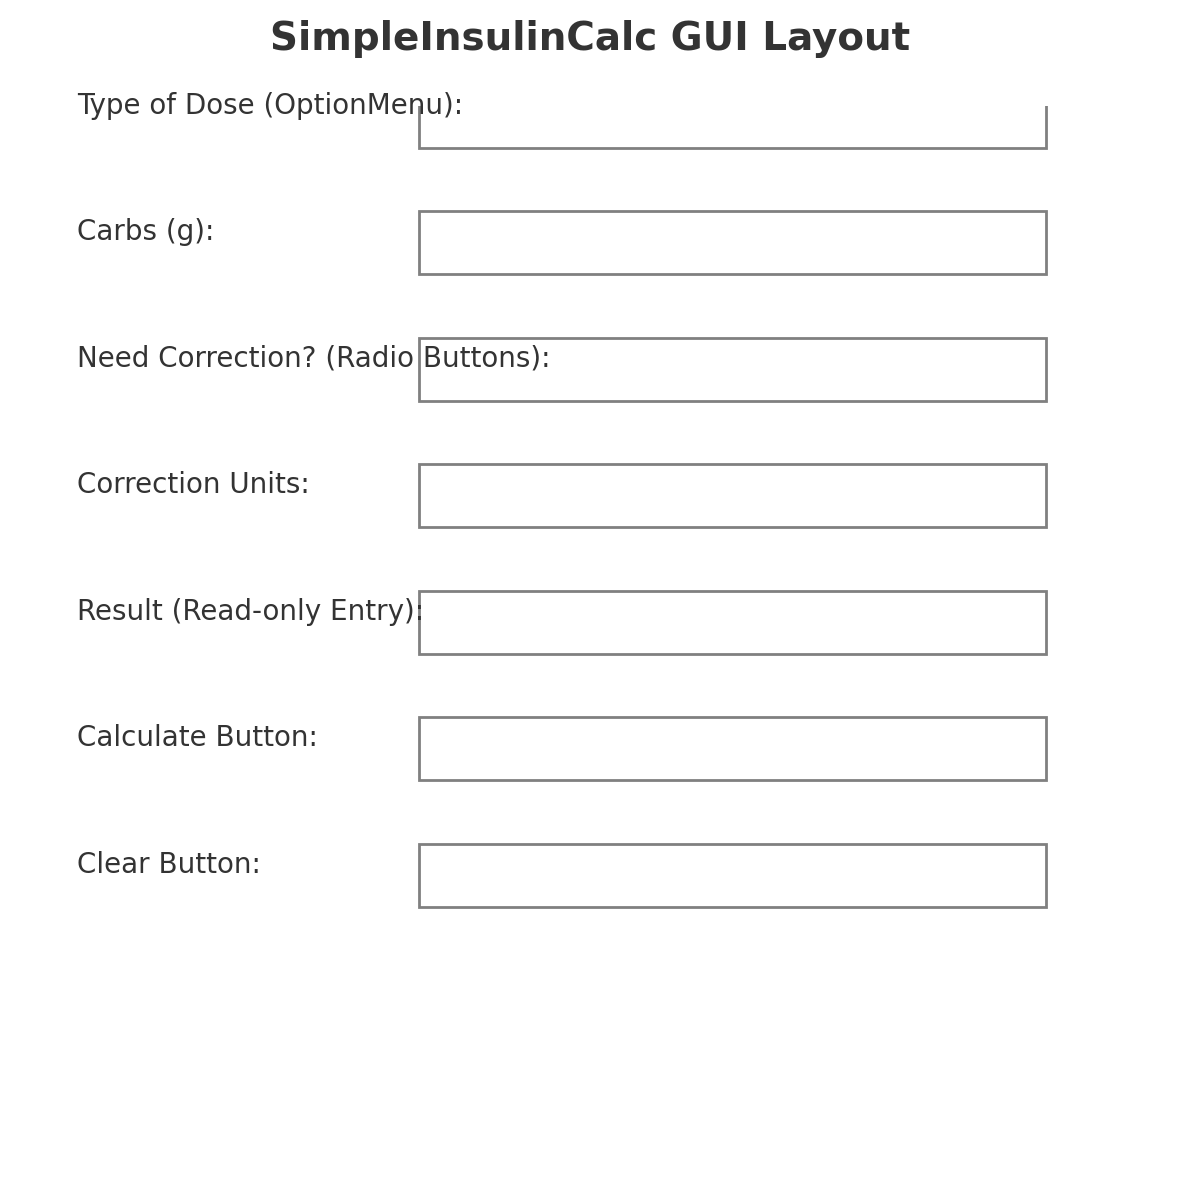 SimpleInsulinCalc GUI Layout
Type of Dose (OptionMenu):
Carbs (g):
Need Correction? (Radio Buttons):
Correction Units:
Result (Read-only Entry):
Calculate Button:
Clear Button: